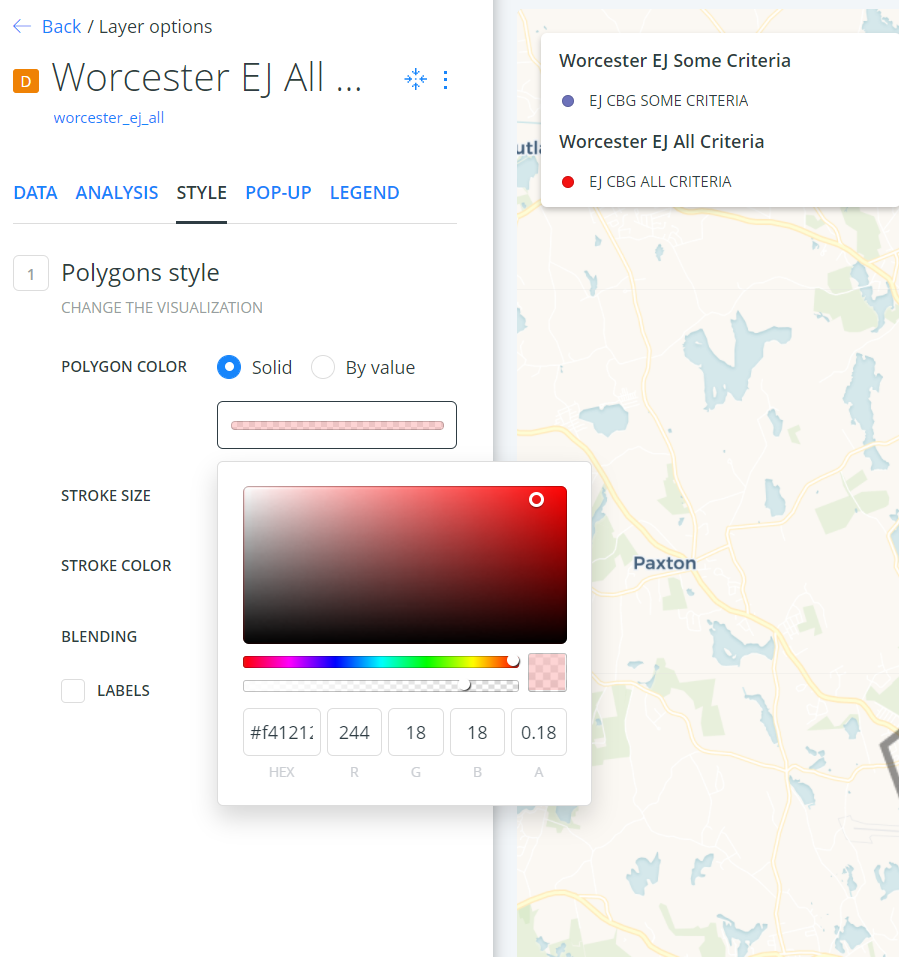 Back / Layer options
D Worcester EJ All ...
worcester_ej_all
DATA ANALYSIS STYLE POP-UP LEGEND
1 Polygons style
CHANGE THE VISUALIZATION
POLYGON COLOR Solid By value
STROKE SIZE
STROKE COLOR
BLENDING
LABELS
#f41212 244 18 18 0.18
HEX R G B A
Worcester EJ Some Criteria
EJ CBG SOME CRITERIA
Worcester EJ All Criteria
EJ CBG ALL CRITERIA
Paxton